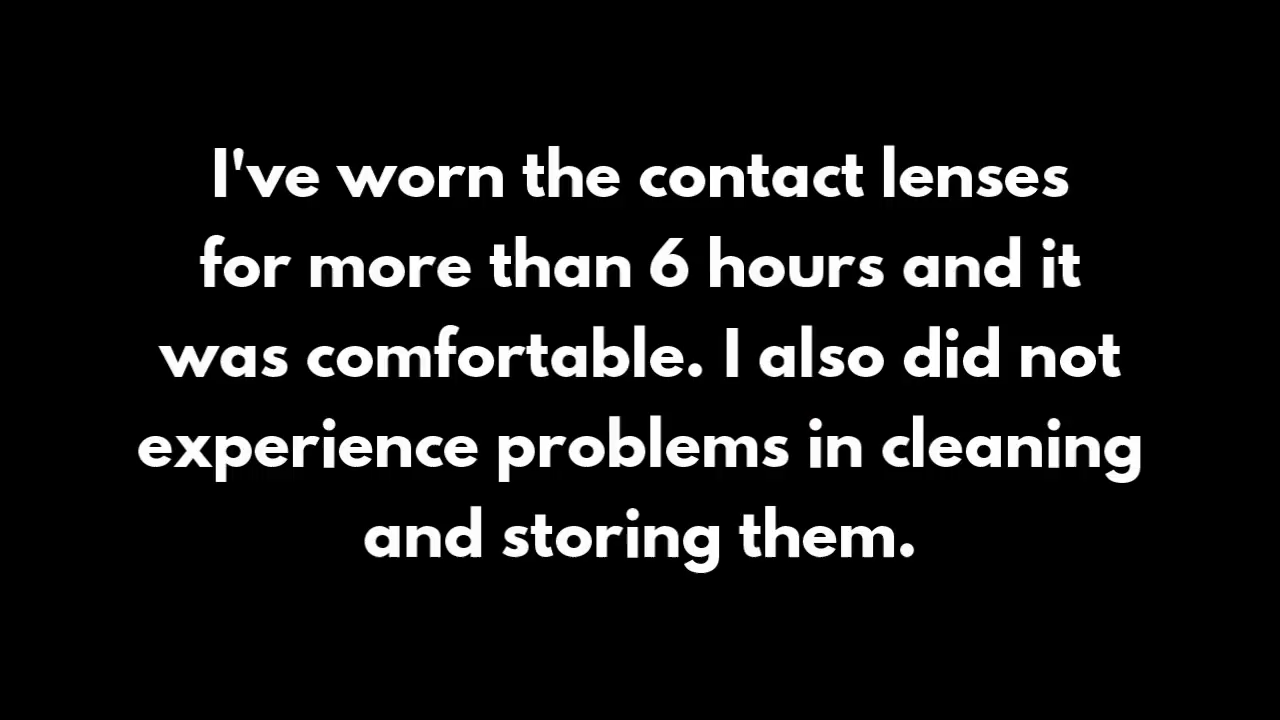 I've worn the contact lenses
for more than 6 hours and it
was comfortable. I also did not
experience problems in cleaning
and storing them.